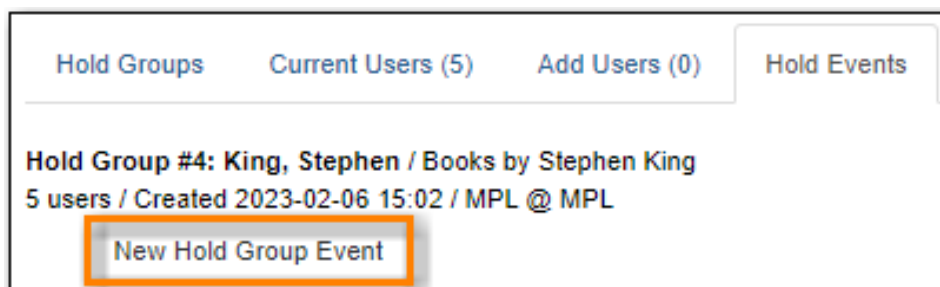 Hold Groups Current Users (5) Add Users (0) Hold Events
Hold Group #4: King, Stephen / Books by Stephen King
5 users / Created 2023-02-06 15:02 / MPL @ MPL
New Hold Group Event